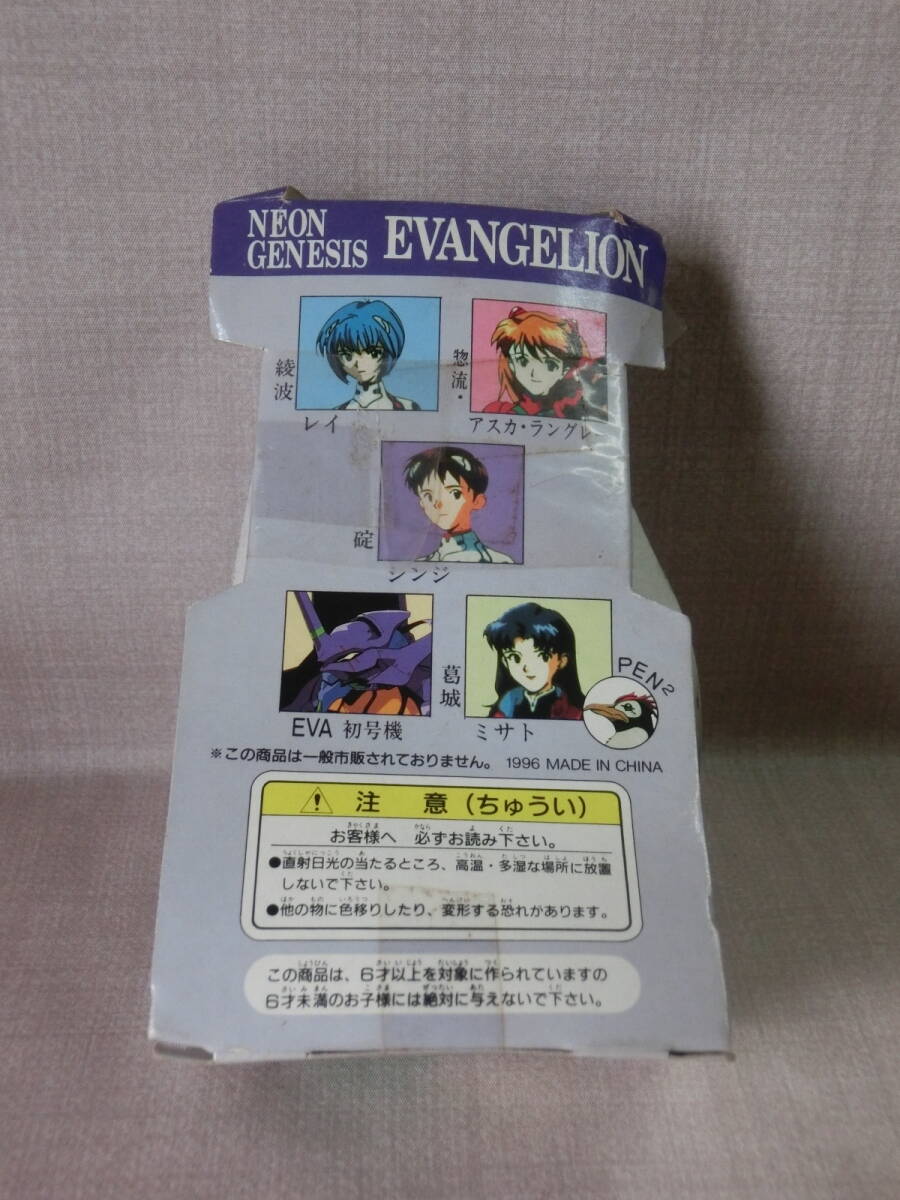 NEON
GENESIS
EVANGELION
綾波
レイ
惣流・
アスカ・ラングレ
碇
シンジ
EVA 初号機
葛城
ミサト
PEN²
※この商品は一般市販されておりません。 1996 MADE IN CHINA
注 意(ちゅうい)
お客様へ 必ずお読み下さい。
●直射日光の当たるところ、高温・多湿な場所に放置
しないで下さい。
●他の物に色移りしたり、変形する恐れがあります。
この商品は、6才以上を対象に作られていますの
6才未満のお子様には絶対に与えないで下さい。